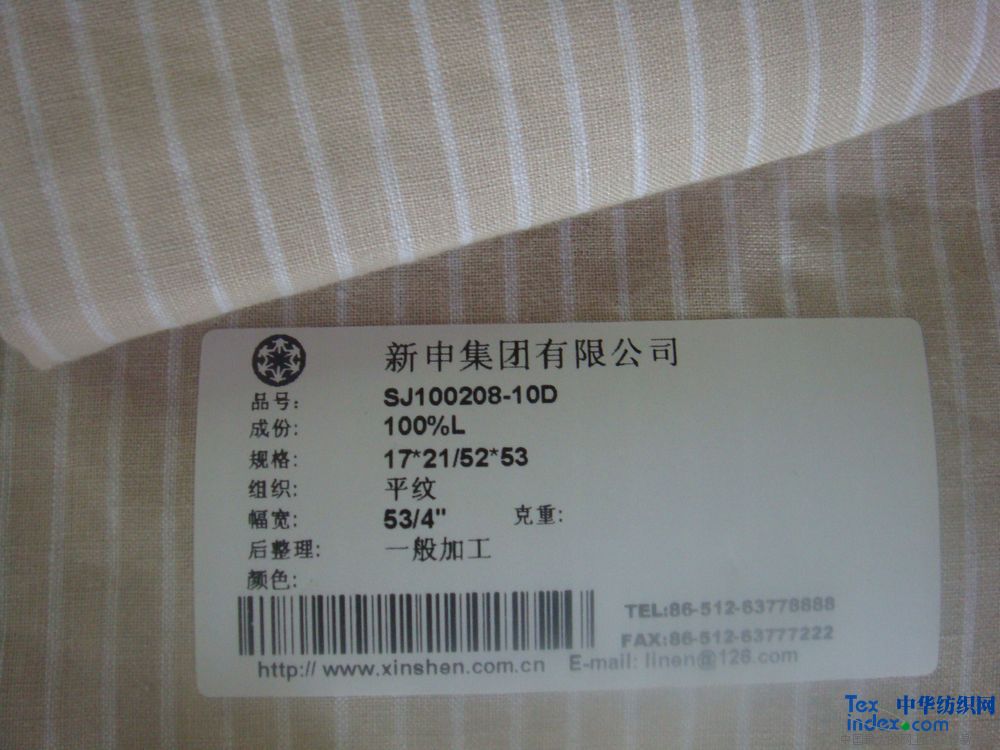 新申集团有限公司
品号: SJ100208-10D
成份: 100%L
规格: 17*21/52*53
组织: 平纹
幅宽: 53/4" 克重:
后整理: 一般加工
颜色:
TEL:86-512-63778888
FAX:86-512-63777222
http:// www.xinshen.com.cn E-mail: linen@126.com
Tex 中华纺织网
index.com